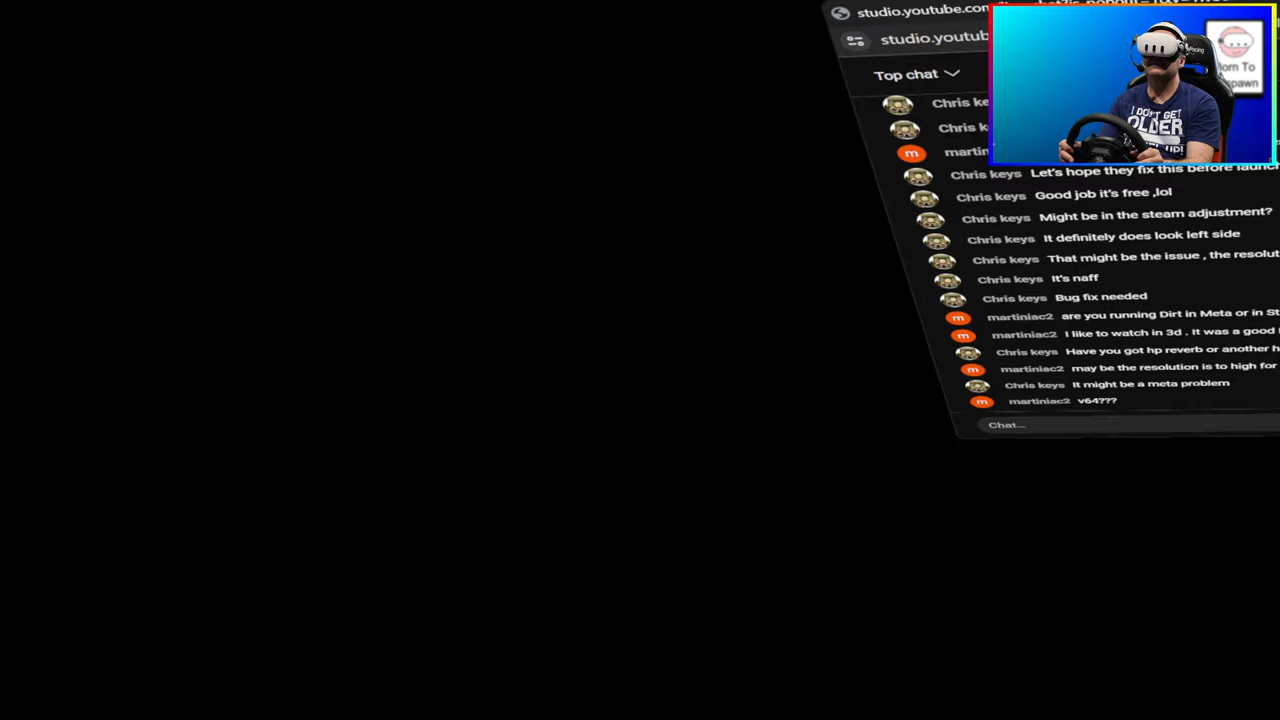 studio.youtube.com
studio.youtub
Top chat
Chris ke
Chris k
martin
Chris keys Let's hope they fix this before launch
Chris keys Good job it's free ,lol
Chris keys Might be in the steam adjustment?
Chris keys It definitely does look left side
Chris keys That might be the issue , the resolut
Chris keys It's naff
Chris keys Bug fix needed
martiniac2 are you running Dirt in Meta or in St
martiniac2 I like to watch in 3d . It was a good
Chris keys Have you got hp reverb or another h
martiniac2 may be the resolution is to high for
Chris keys It might be a meta problem
martiniac2 v64???
Chat...
I DON'T GET
OLDER
orn To
spawn